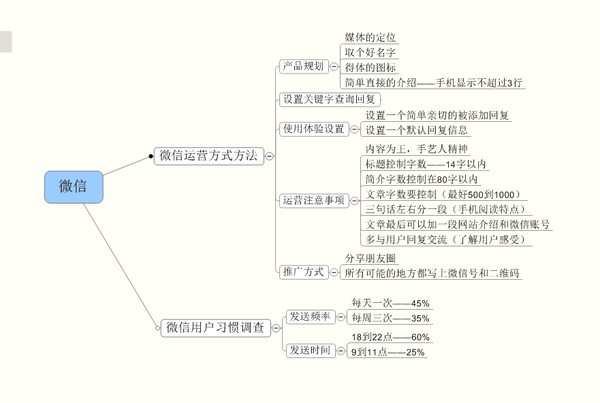 微信
微信运营方式方法
产品规划
媒体的定位
取个好名字
得体的图标
简单直接的介绍——手机显示不超过3行
设置关键字查询回复
使用体验设置
设置一个简单亲切的被添加回复
设置一个默认回复信息
运营注意事项
内容为王，手艺人精神
标题控制字数——14字以内
简介字数控制在80字以内
文章字数要控制（最好500到1000）
三句话左右分一段（手机阅读特点）
文章最后可以加一段网站介绍和微信账号
多与用户回复交流（了解用户感受）
推广方式
分享朋友圈
所有可能的地方都写上微信号和二维码
微信用户习惯调查
发送频率
每天一次——45%
每周三次——35%
发送时间
18到22点——60%
9到11点——25%